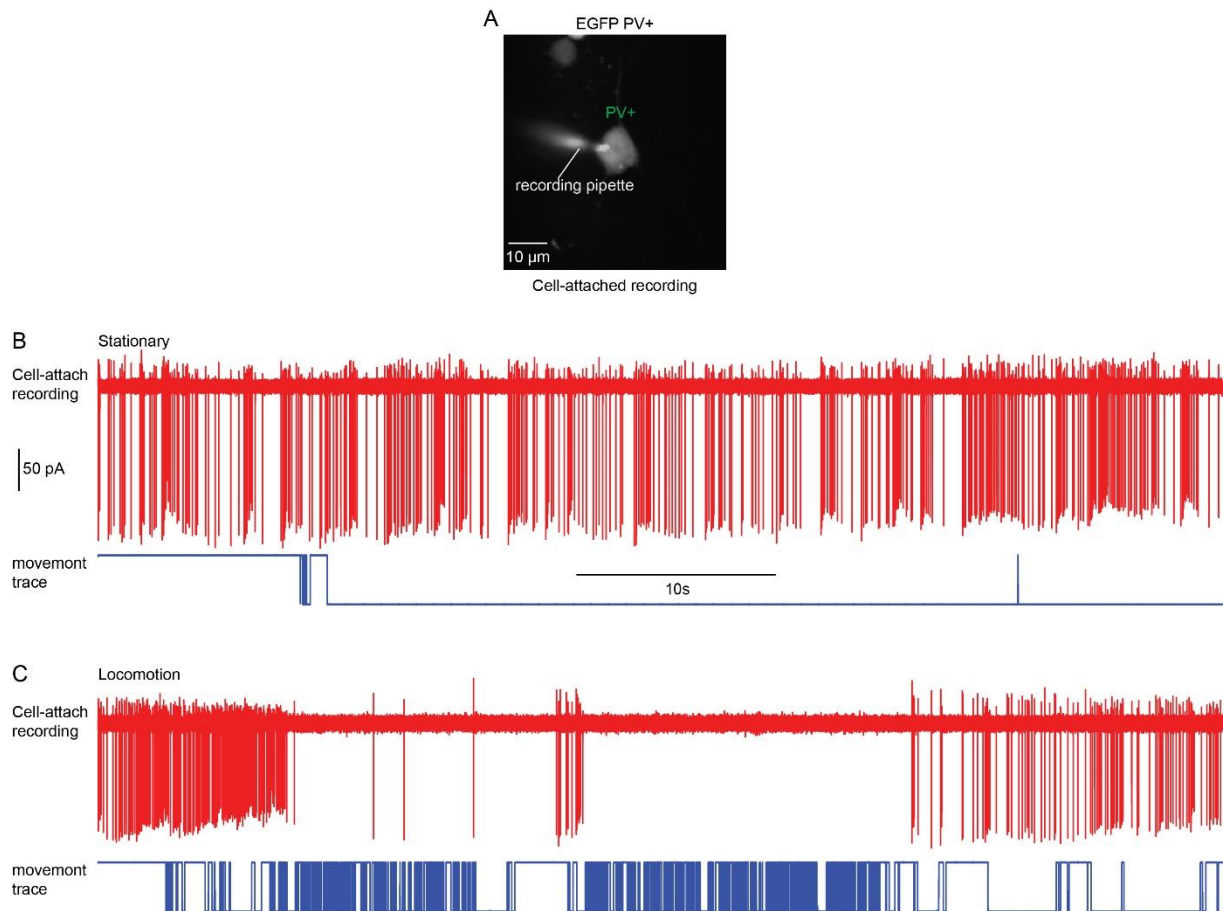 A
EGFP PV+
PV+
recording pipette
10 µm
Cell-attached recording
B
Stationary
Cell-attach
recording
50 pA
movemont
trace
10s
C
Locomotion
Cell-attach
recording
movemont
trace